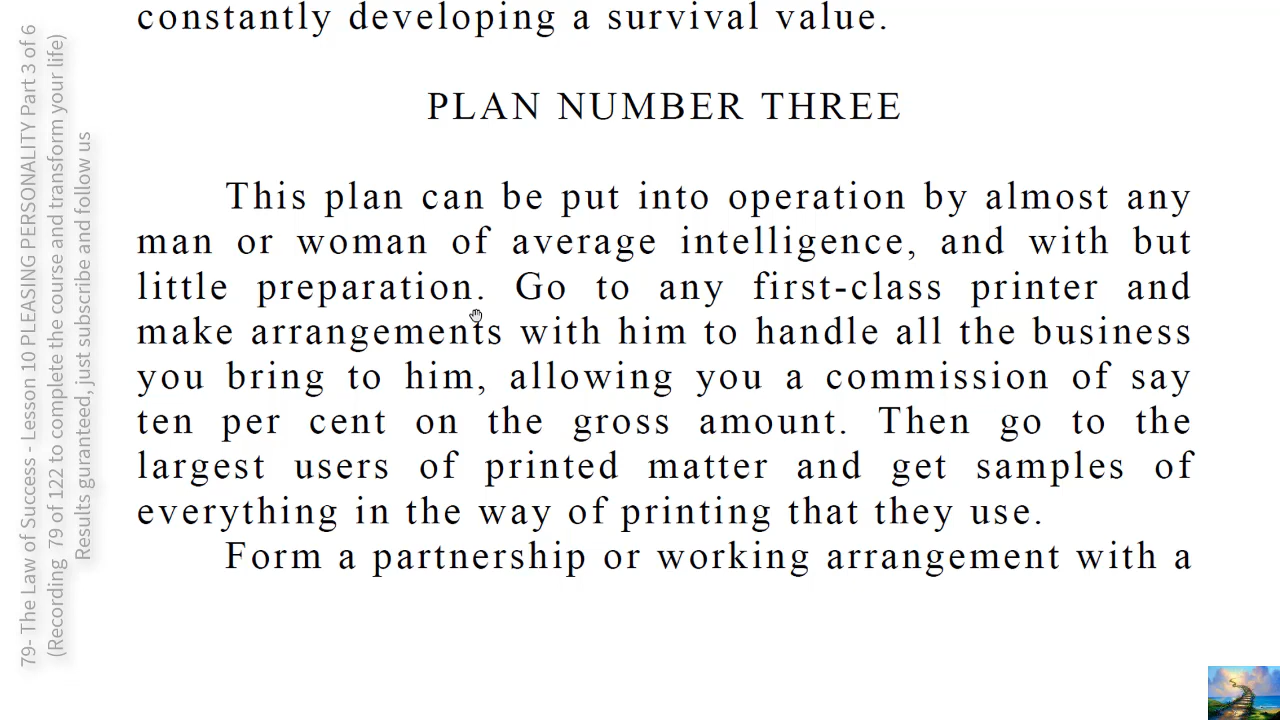 constantly developing a survival value.
PLAN NUMBER THREE
This plan can be put into operation by almost any
man or woman of average intelligence, and with but
little preparation. Go to any first-class printer and
make arrangements with him to handle all the business
you bring to him, allowing you a commission of say
ten per cent on the gross amount. Then go to the
largest users of printed matter and get samples of
everything in the way of printing that they use.
Form a partnership or working arrangement with a
79- The Law of Success - Lesson 10 PLEASING PERSONALITY Part 3 of 6
(Recording 79 of 122 to complete the course and transform your life)
Results guranteed, just subscribe and follow us